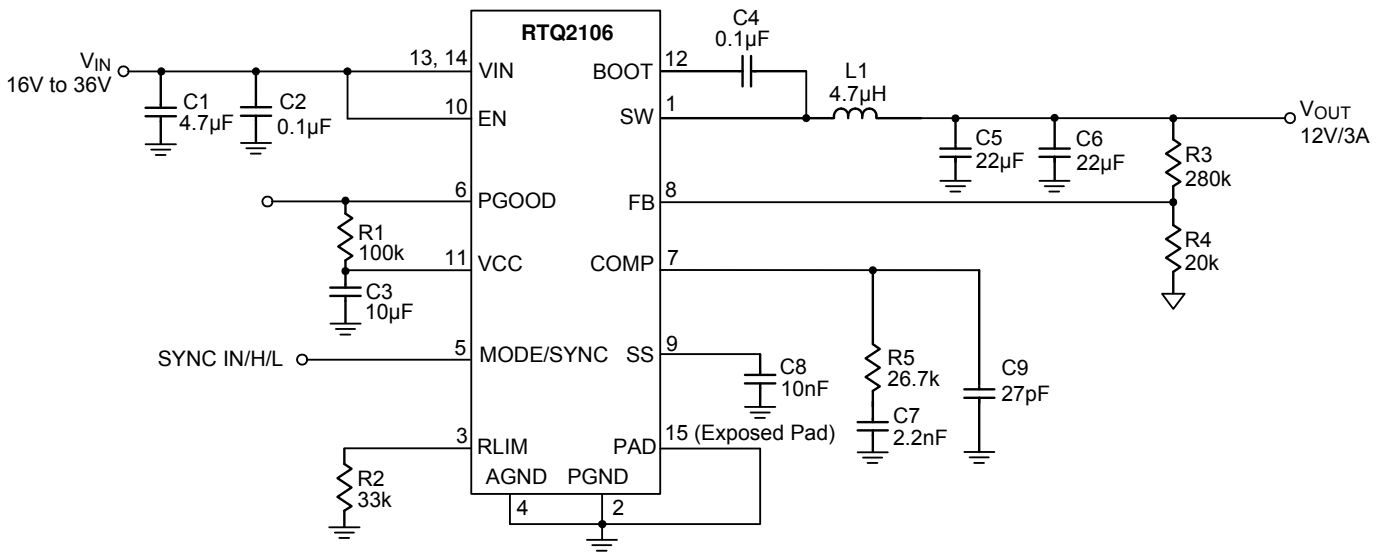 RTQ2106
VIN
16V to 36V
C1
4.7µF
C2
0.1µF
13, 14
VIN
10
EN
6
PGOOD
R1
100k
11
VCC
C3
10µF
SYNC IN/H/L
5
MODE/SYNC
3
RLIM
R2
33k
AGND
4
PGND
2
BOOT
12
C4
0.1µF
SW
1
L1
4.7µH
C5
22µF
C6
22µF
VOUT
12V/3A
R3
280k
FB
8
R4
20k
COMP
7
R5
26.7k
C7
2.2nF
C9
27pF
SS
9
C8
10nF
PAD
15 (Exposed Pad)